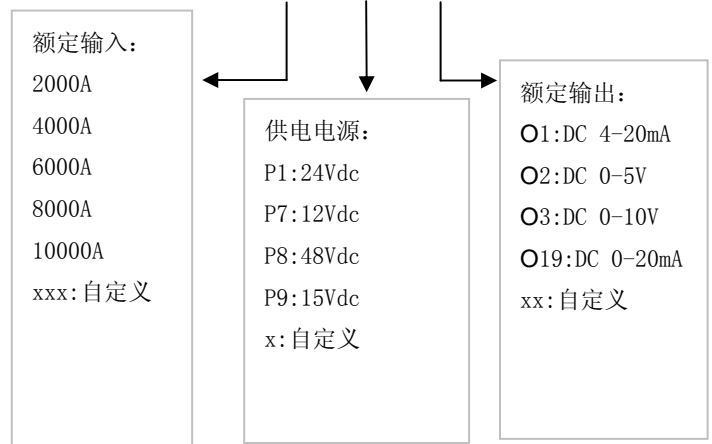 额定输入：
2000A
4000A
6000A
8000A
10000A
xxx:自定义
供电电源：
P1:24Vdc
P7:12Vdc
P8:48Vdc
P9:15Vdc
x:自定义
额定输出：
O1:DC 4-20mA
O2:DC 0-5V
O3:DC 0-10V
O19:DC 0-20mA
xx:自定义